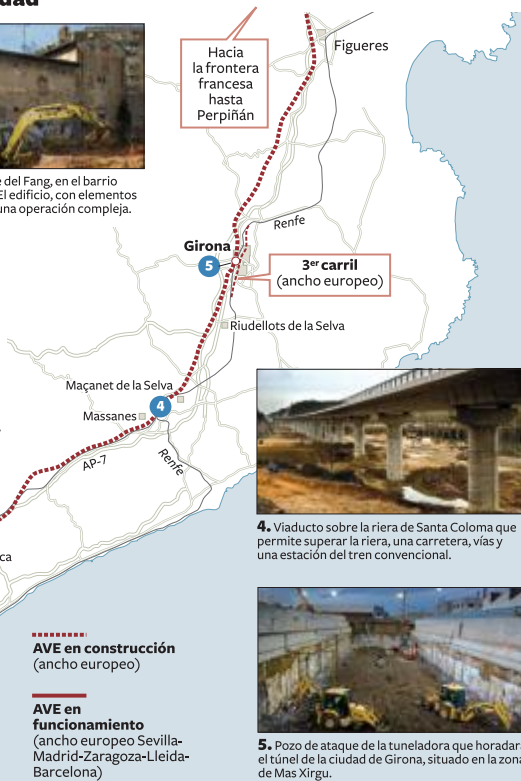 dad
Figueres
Hacia
la frontera
francesa
hasta
Perpiñán
e del Fang, en el barrio
El edificio, con elementos
una operación compleja.
Renfe
Girona
5
3er carril
(ancho europeo)
Riudellots de la Selva
Maçanet de la Selva
4
Massanes
AP-7
Renfe
4. Viaducto sobre la riera de Santa Coloma que
permite superar la riera, una carretera, vías y
una estación del tren convencional.
ca
AVE en construcción
(ancho europeo)
AVE en
funcionamiento
(ancho europeo Sevilla-
Madrid-Zaragoza-Lleida-
Barcelona)
5. Pozo de ataque de la tuneladora que horadará
el túnel de la ciudad de Girona, situado en la zona
de Mas Xirgu.